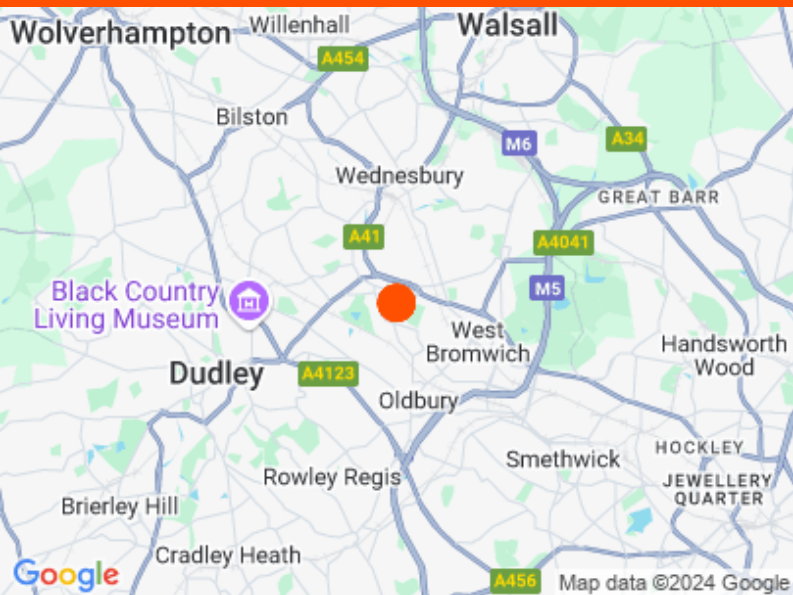 Wolverhampton
Willenhall
Walsall
A454
Bilston
M6
A34
Wednesbury
GREAT BARR
A41
A4041
Black Country
Living Museum
M5
West
Bromwich
Handsworth
Wood
Dudley
A4123
Oldbury
HOCKLEY
Smethwick
JEWELLERY
QUARTER
Rowley Regis
Brierley Hill
Cradley Heath
Google
A456
Map data ©2024 Google